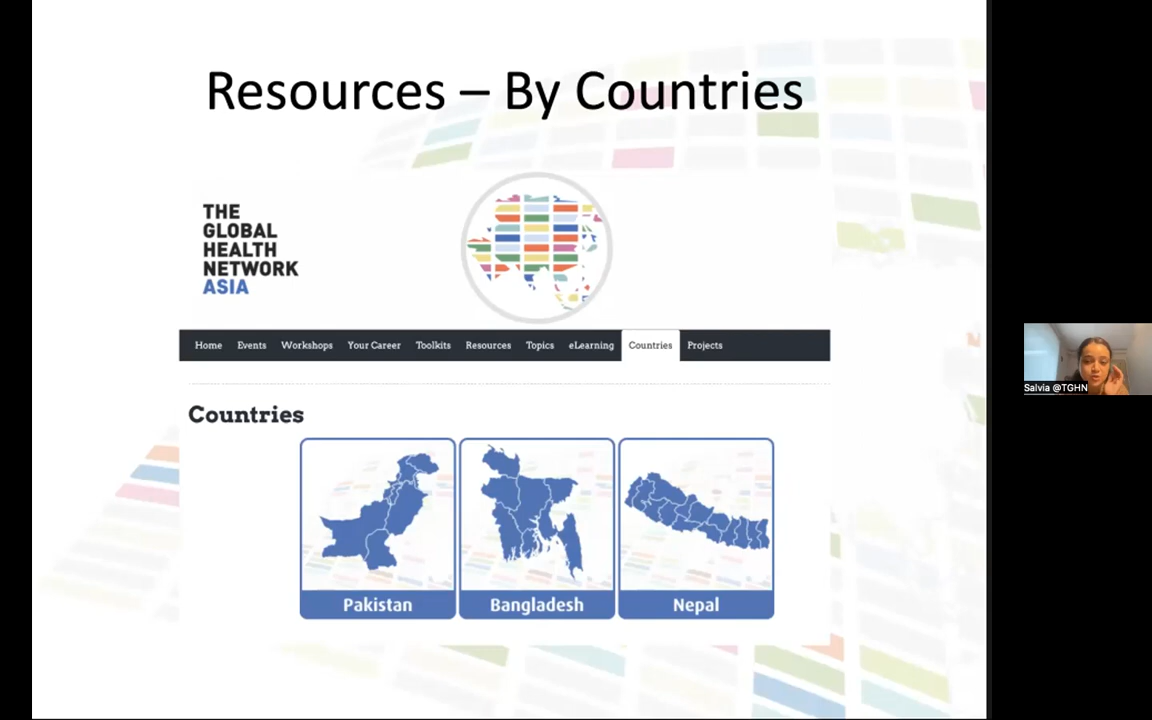 Resources – By Countries
THE
GLOBAL
HEALTH
NETWORK
ASIA
Home Events Workshops Your Career Toolkits Resources Topics eLearning Countries Projects
Salvia @TGHN
Countries
Pakistan Bangladesh Nepal